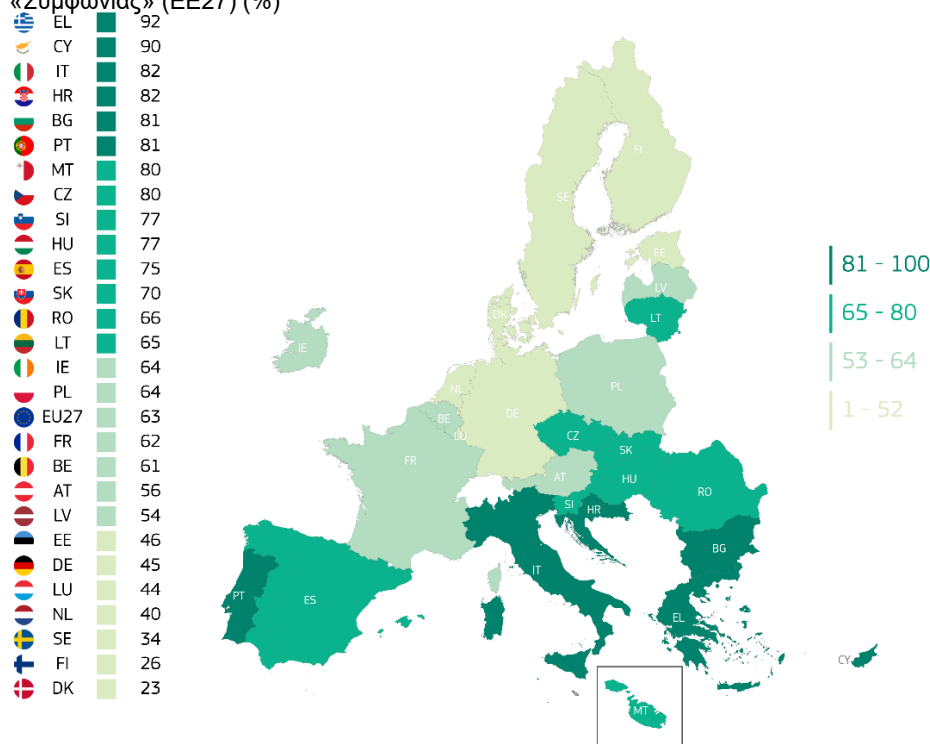 «Συμφωνίας» (ΕΕ27) (%)
EL 92
CY 90
IT 82
HR 82
BG 81
PT 81
MT 80
CZ 80
SI 77
HU 77
ES 75
SK 70
RO 66
LT 65
IE 64
PL 64
EU27 63
FR 62
BE 61
AT 56
LV 54
EE 46
DE 45
LU 44
NL 40
SE 34
FI 26
DK 23
FI
SE
EE
LV
LT
DK
IE
NL
PL
BE
DE
LU
CZ
FR
SK
AT
HU
RO
SI
HR
BG
IT
PT
ES
EL
CY
MT
81 - 100
65 - 80
53 - 64
1 - 52